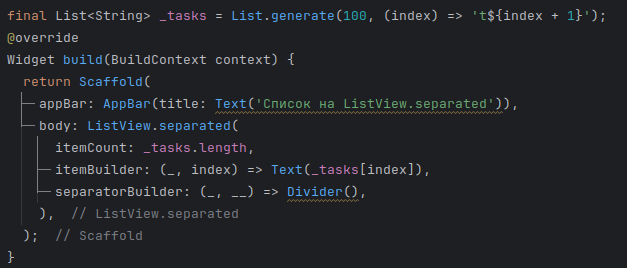 final List<String> _tasks = List.generate(100, (index) => 't${index + 1}');
@override
Widget build(BuildContext context) {
  return Scaffold(
    appBar: AppBar(title: Text('Список на ListView.separated')),
    body: ListView.separated(
      itemCount: _tasks.length,
      itemBuilder: (_, index) => Text(_tasks[index]),
      separatorBuilder: (_, __) => Divider(),
    ),  // ListView.separated
  );  // Scaffold
}